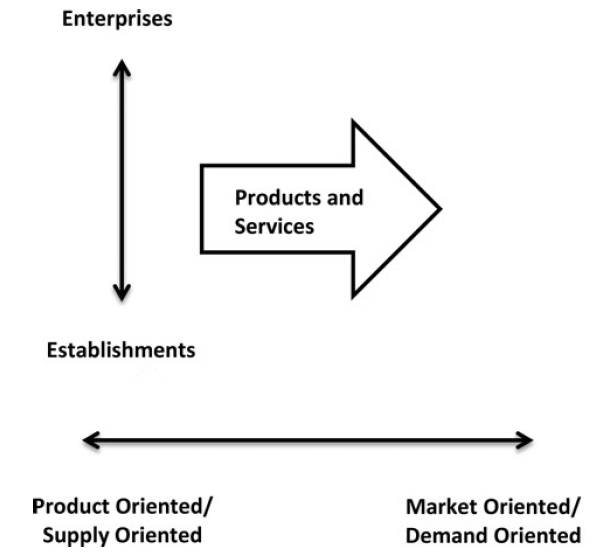 Enterprises
Products and
Services
Establishments
Product Oriented/
Supply Oriented
Market Oriented/
Demand Oriented